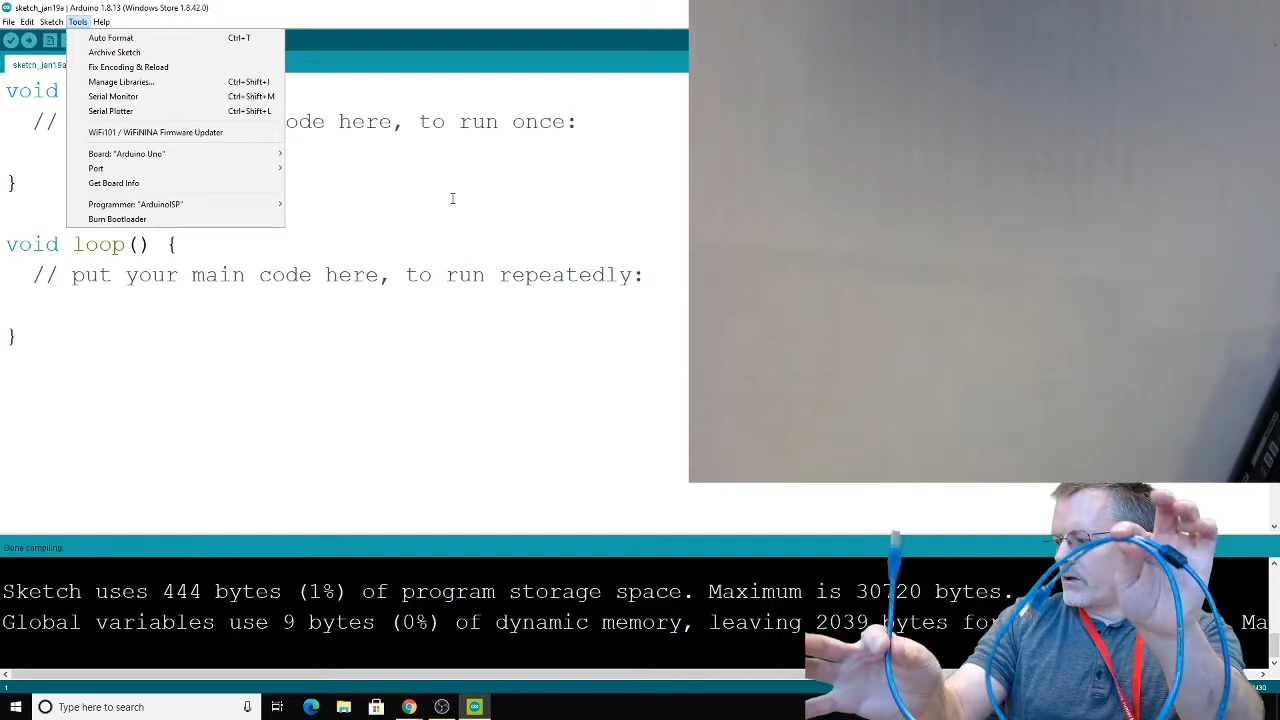 sketch_jan19a | Arduino 1.8.13 (Windows Store 1.8.42.0)
File Edit Sketch Tools Help
sketch_jan19a
Auto Format Ctrl+T
Archive Sketch
Fix Encoding & Reload
Manage Libraries... Ctrl+Shift+I
Serial Monitor Ctrl+Shift+M
Serial Plotter Ctrl+Shift+L
WiFi101 / WiFiNINA Firmware Updater
Board: "Arduino Uno"
Port
Get Board Info
Programmer: "ArduinoISP"
Burn Bootloader
void
// ode here, to run once:
}
void loop() {
// put your main code here, to run repeatedly:
}
Done compiling.
Sketch uses 444 bytes (1%) of program storage space. Maximum is 30720 bytes.
Global variables use 9 bytes (0%) of dynamic memory, leaving 2039 bytes for Ma
1
Type here to search